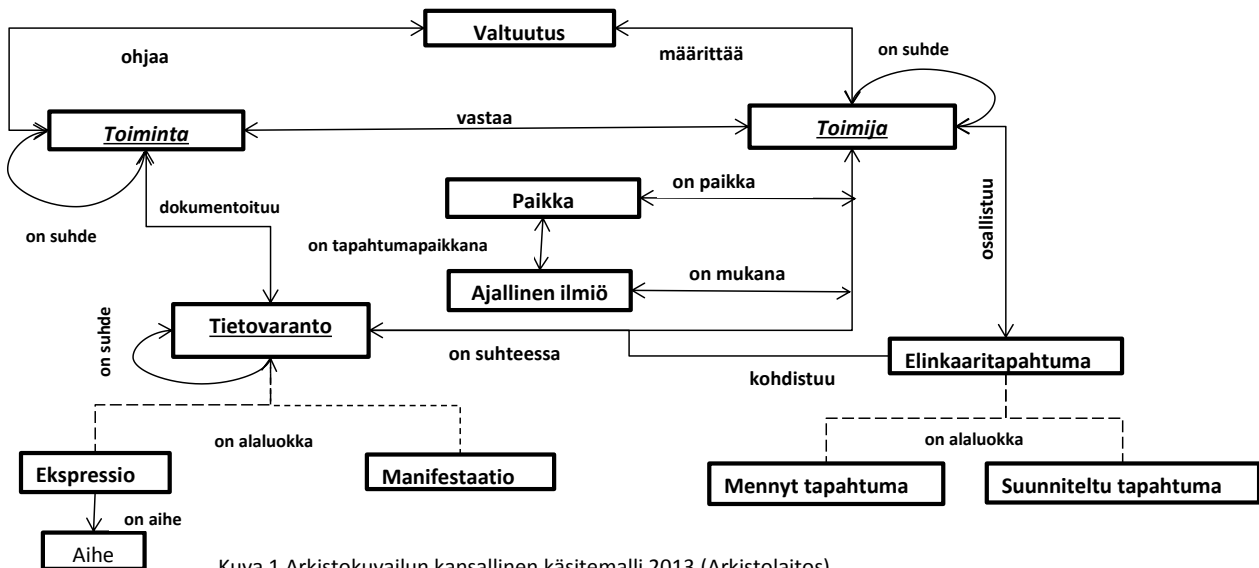 Valtuutus
ohjaa
määrittää
on suhde
Toiminta
vastaa
Toimija
on suhde
dokumentoituu
Paikka
on paikka
on tapahtumapaikkana
osallistuu
Ajallinen ilmiö
on mukana
Tietovaranto
on suhde
on suhteessa
kohdistuu
Elinkaaritapahtuma
on alaluokka
on alaluokka
Ekspressio
Manifestaatio
Mennyt tapahtuma
Suunniteltu tapahtuma
on aihe
Aihe
Kuva 1 Arkistokuvailun kansallinen käsitemalli 2013 (Arkistolaitos)